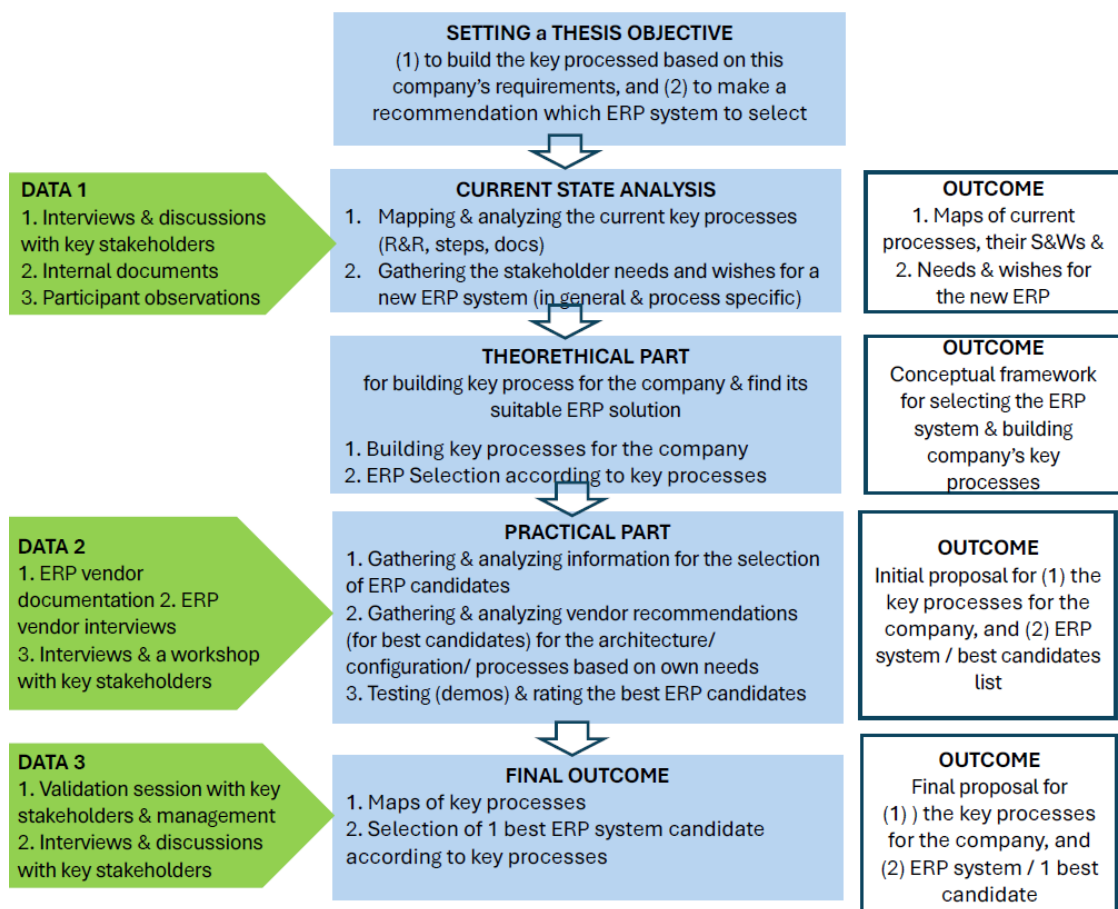 SETTING a THESIS OBJECTIVE
(1) to build the key processed based on this
company's requirements, and (2) to make a
recommendation which ERP system to select
DATA 1
1. Interviews & discussions
with key stakeholders
2. Internal documents
3. Participant observations
CURRENT STATE ANALYSIS
1. Mapping & analyzing the current key processes
(R&R, steps, docs)
2. Gathering the stakeholder needs and wishes for a
new ERP system (in general & process specific)
OUTCOME
1. Maps of current
processes, their S&Ws &
2. Needs & wishes for
the new ERP
THEORETHICAL PART
for building key process for the company & find its
suitable ERP solution
1. Building key processes for the company
2. ERP Selection according to key processes
OUTCOME
Conceptual framework
for selecting the ERP
system & building
company's key
processes
DATA 2
1. ERP vendor
documentation 2. ERP
vendor interviews
3. Interviews & a workshop
with key stakeholders
PRACTICAL PART
1. Gathering & analyzing information for the selection
of ERP candidates
2. Gathering & analyzing vendor recommendations
(for best candidates) for the architecture/
configuration/ processes based on own needs
3. Testing (demos) & rating the best ERP candidates
OUTCOME
Initial proposal for (1) the
key processes for the
company, and (2) ERP
system / best candidates
list
DATA 3
1. Validation session with key
stakeholders & management
2. Interviews & discussions
with key stakeholders
FINAL OUTCOME
1. Maps of key processes
2. Selection of 1 best ERP system candidate
according to key processes
OUTCOME
Final proposal for
(1) ) the key processes
for the company, and
(2) ERP system / 1 best
candidate